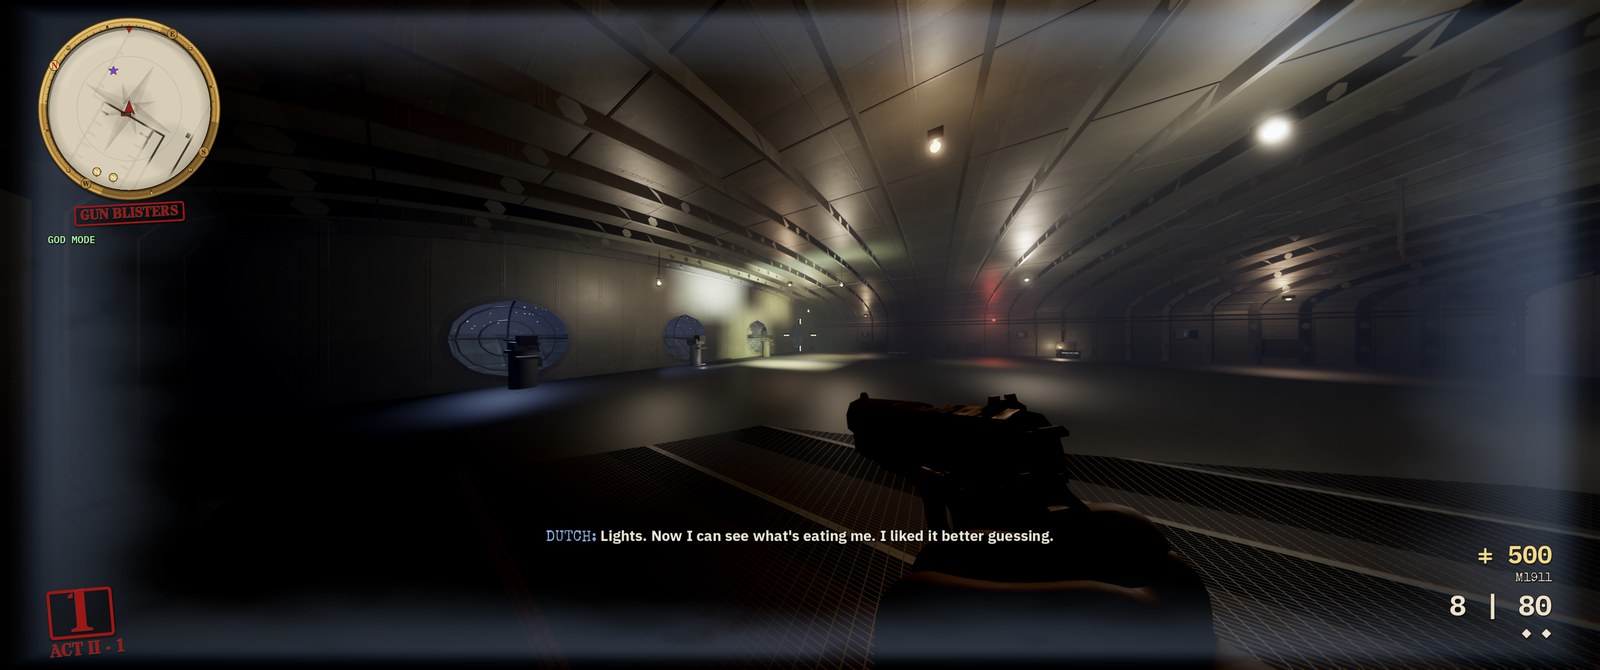 N
E
S
W
GUN BLISTERS
GOD MODE
DUTCH: Lights. Now I can see what's eating me. I liked it better guessing.
500
M1911
8 | 80
1
ACT II - 1